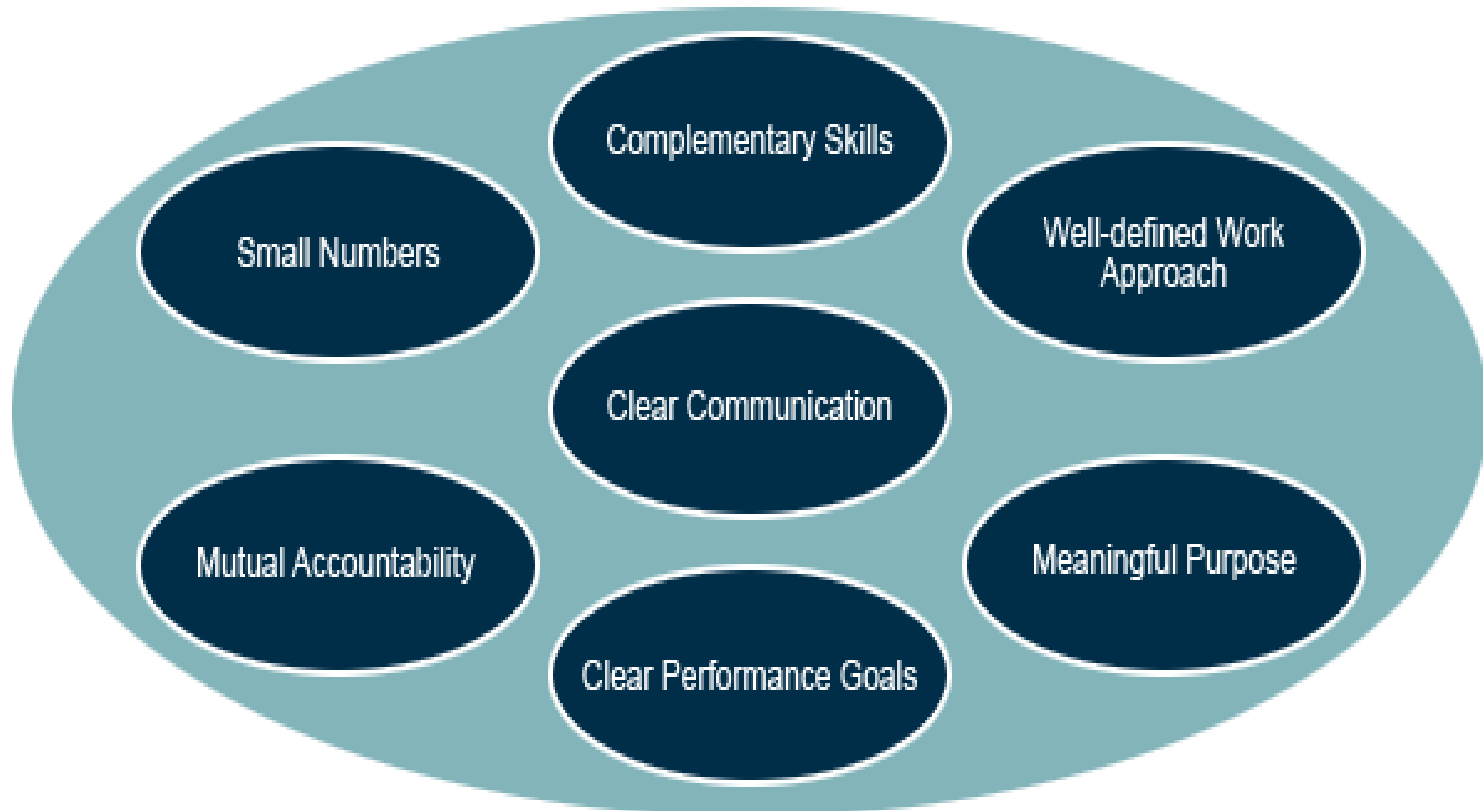 Complementary Skills
Small Numbers
Well-defined Work
Approach
Clear Communication
Mutual Accountability
Meaningful Purpose
Clear Performance Goals